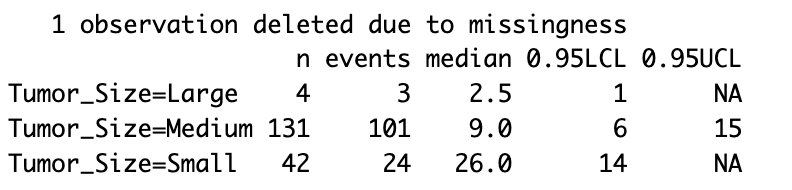 1 observation deleted due to missingness
n events median 0.95LCL 0.95UCL
Tumor_Size=Large 4 3 2.5 1 NA
Tumor_Size=Medium 131 101 9.0 6 15
Tumor_Size=Small 42 24 26.0 14 NA